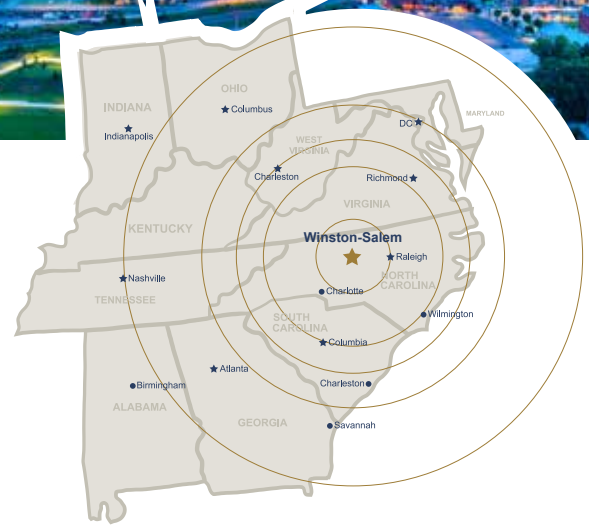 OHIO
INDIANA
Columbus
MARYLAND
DC
Indianapolis
WEST
VIRGINIA
Charleston
Richmond
VIRGINIA
KENTUCKY
Winston-Salem
Raleigh
NORTH
CAROLINA
Nashville
Charlotte
TENNESSEE
SOUTH
CAROLINA
Wilmington
Columbia
Atlanta
Charleston
Birmingham
ALABAMA
GEORGIA
Savannah